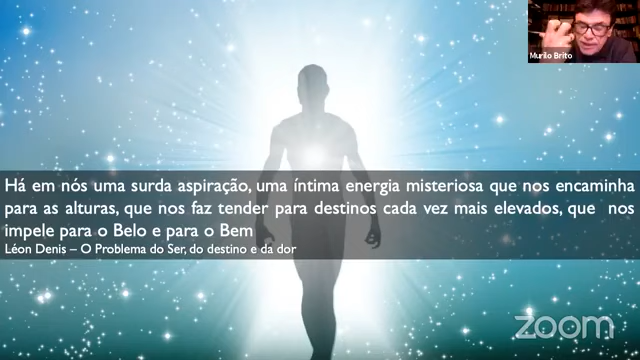 Murilo Brito
Há em nós uma surda aspiração, uma íntima energia misteriosa que nos encaminha
para as alturas, que nos faz tender para destinos cada vez mais elevados, que nos
impele para o Belo e para o Bem
Léon Denis – O Problema do Ser, do destino e da dor
zoom